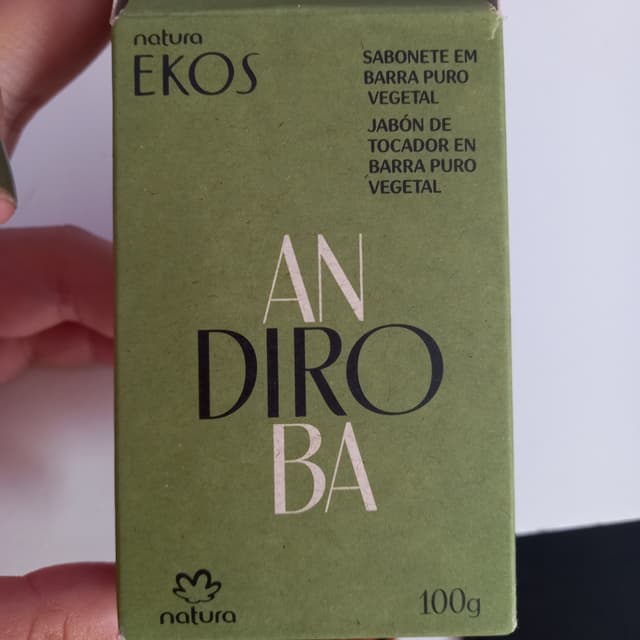 natura
EKOS
SABONETE EM
BARRA PURO
VEGETAL
JABÓN DE
TOCADOR EN
BARRA PURO
VEGETAL
AN
DIRO
BA
natura
100g